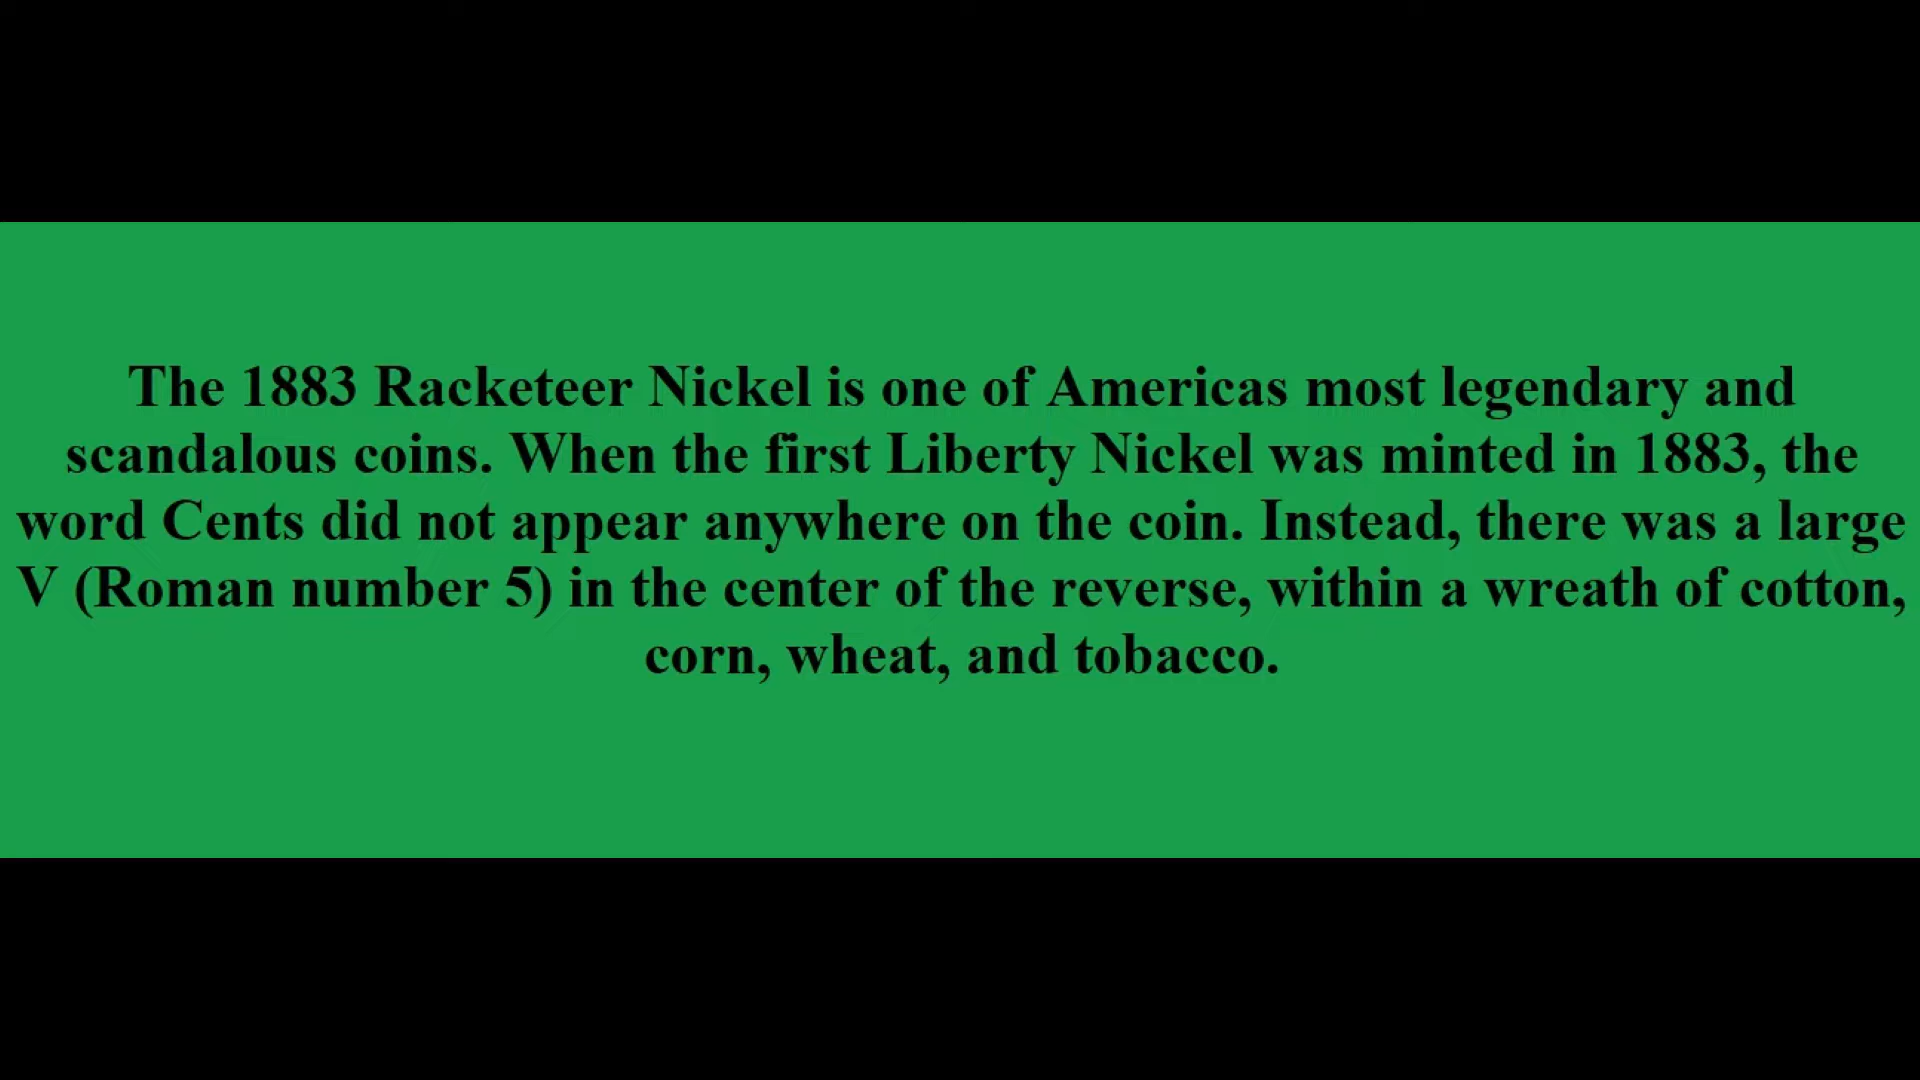 The 1883 Racketeer Nickel is one of Americas most legendary and
scandalous coins. When the first Liberty Nickel was minted in 1883, the
word Cents did not appear anywhere on the coin. Instead, there was a large
V (Roman number 5) in the center of the reverse, within a wreath of cotton,
corn, wheat, and tobacco.